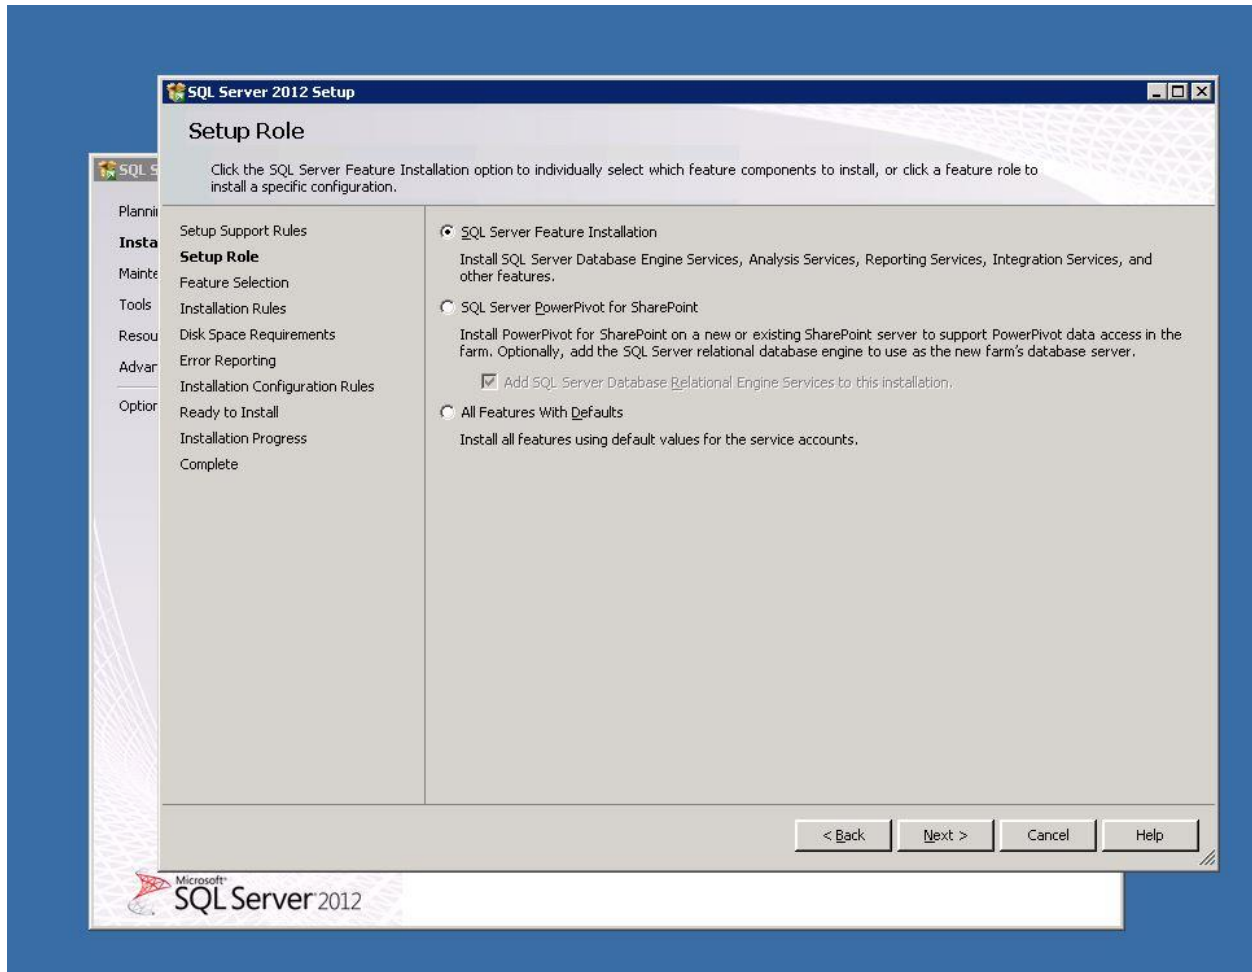 SQL Server 2012 Setup
Setup Role
Click the SQL Server Feature Installation option to individually select which feature components to install, or click a feature role to
install a specific configuration.
SQL S
Planni
Insta
Mainte
Tools
Resou
Advan
Option
Setup Support Rules
Setup Role
Feature Selection
Installation Rules
Disk Space Requirements
Error Reporting
Installation Configuration Rules
Ready to Install
Installation Progress
Complete
SQL Server Feature Installation
Install SQL Server Database Engine Services, Analysis Services, Reporting Services, Integration Services, and
other features.
SQL Server PowerPivot for SharePoint
Install PowerPivot for SharePoint on a new or existing SharePoint server to support PowerPivot data access in the
farm. Optionally, add the SQL Server relational database engine to use as the new farm's database server.
Add SQL Server Database Relational Engine Services to this installation.
All Features With Defaults
Install all features using default values for the service accounts.
< Back
Next >
Cancel
Help
Microsoft
SQL Server 2012